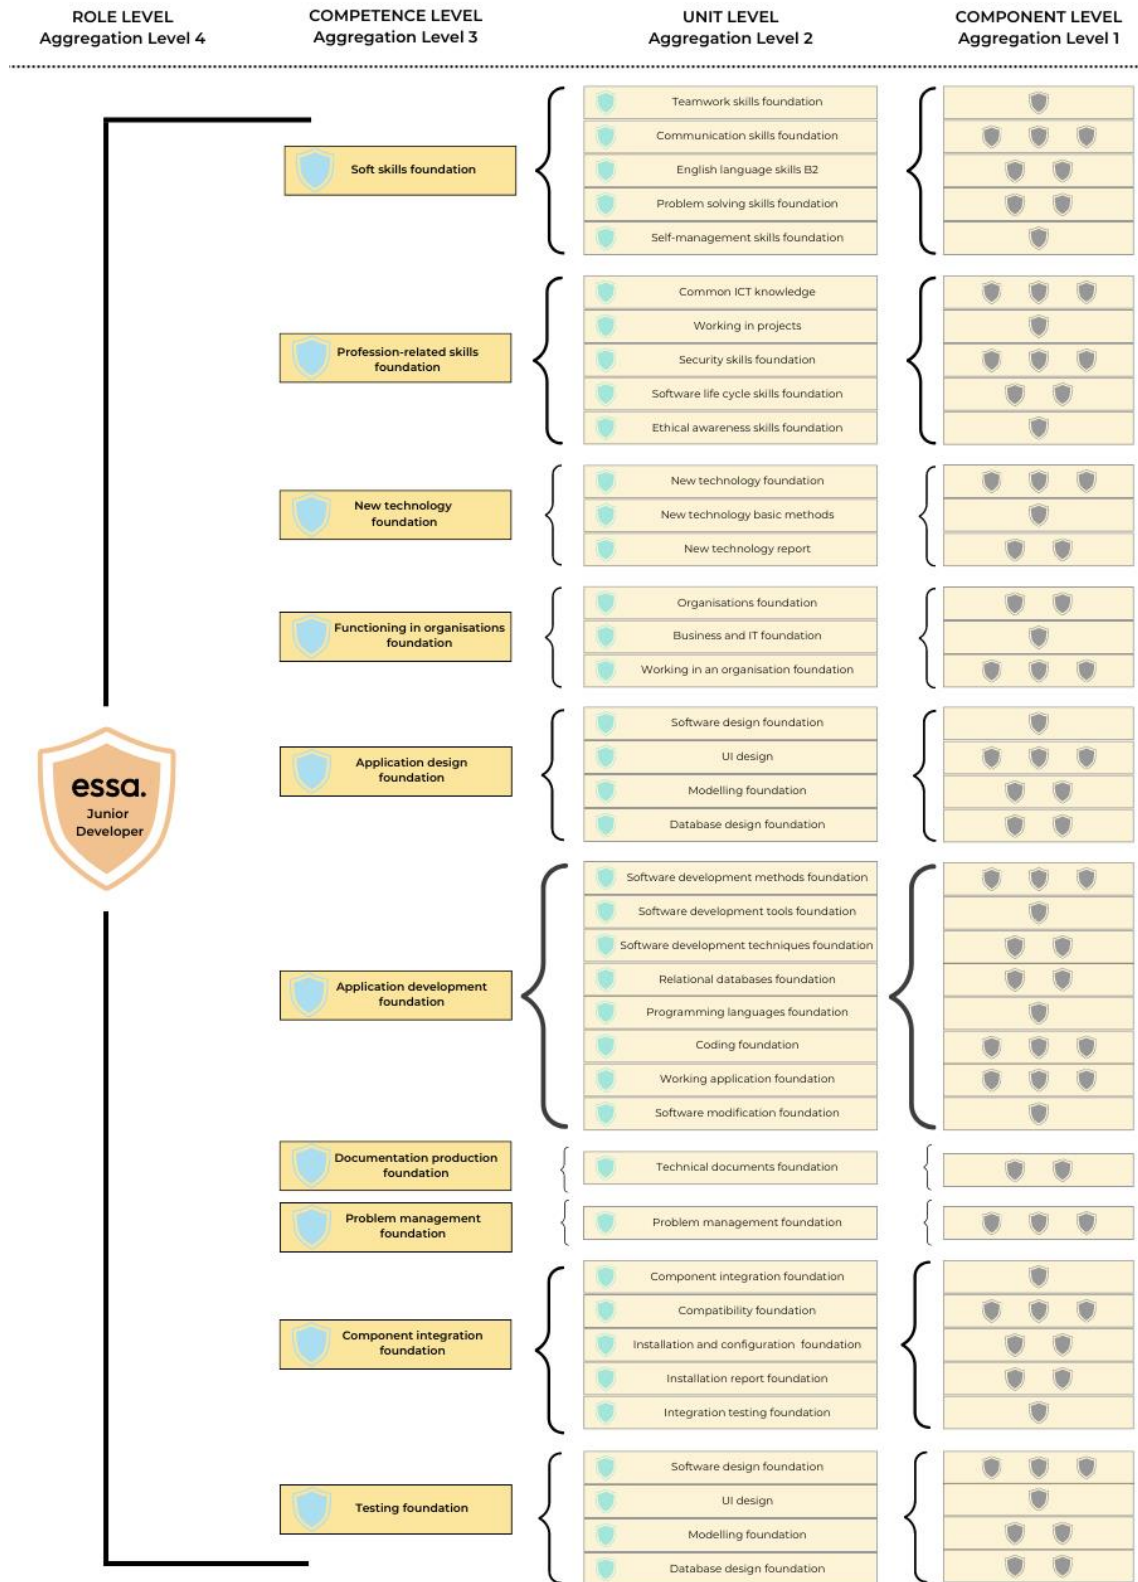 ROLE LEVEL
Aggregation Level 4
COMPETENCE LEVEL
Aggregation Level 3
UNIT LEVEL
Aggregation Level 2
COMPONENT LEVEL
Aggregation Level 1
essa.
Junior
Developer
Soft skills foundation
Teamwork skills foundation
Communication skills foundation
English language skills B2
Problem solving skills foundation
Self-management skills foundation
Profession-related skills
foundation
Common ICT knowledge
Working in projects
Security skills foundation
Software life cycle skills foundation
Ethical awareness skills foundation
New technology
foundation
New technology foundation
New technology basic methods
New technology report
Functioning in organisations
foundation
Organisations foundation
Business and IT foundation
Working in an organisation foundation
Application design
foundation
Software design foundation
UI design
Modelling foundation
Database design foundation
Application development
foundation
Software development methods foundation
Software development tools foundation
Software development techniques foundation
Relational databases foundation
Programming languages foundation
Coding foundation
Working application foundation
Software modification foundation
Documentation production
foundation
Technical documents foundation
Problem management
foundation
Problem management foundation
Component integration
foundation
Component integration foundation
Compatibility foundation
Installation and configuration foundation
Installation report foundation
Integration testing foundation
Testing foundation
Software design foundation
UI design
Modelling foundation
Database design foundation